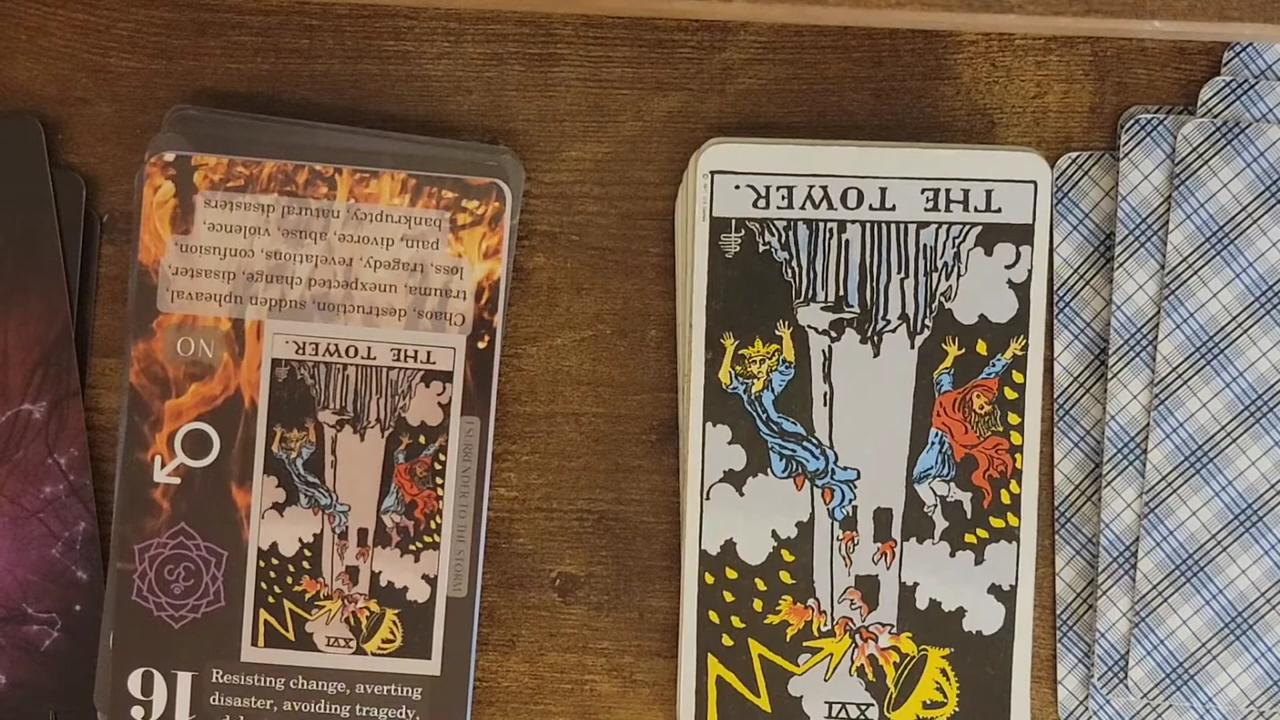 Chaos, destruction, sudden upheaval,
trauma, unexpected change, disaster,
loss, tragedy, revelations, confusion,
pain, divorce, abuse, violence,
bankruptcy, natural disasters
NO
THE TOWER.
XVI
I SURRENDER TO THE STORM
16
Resisting change, averting
disaster, avoiding tragedy,
THE TOWER.
XVI